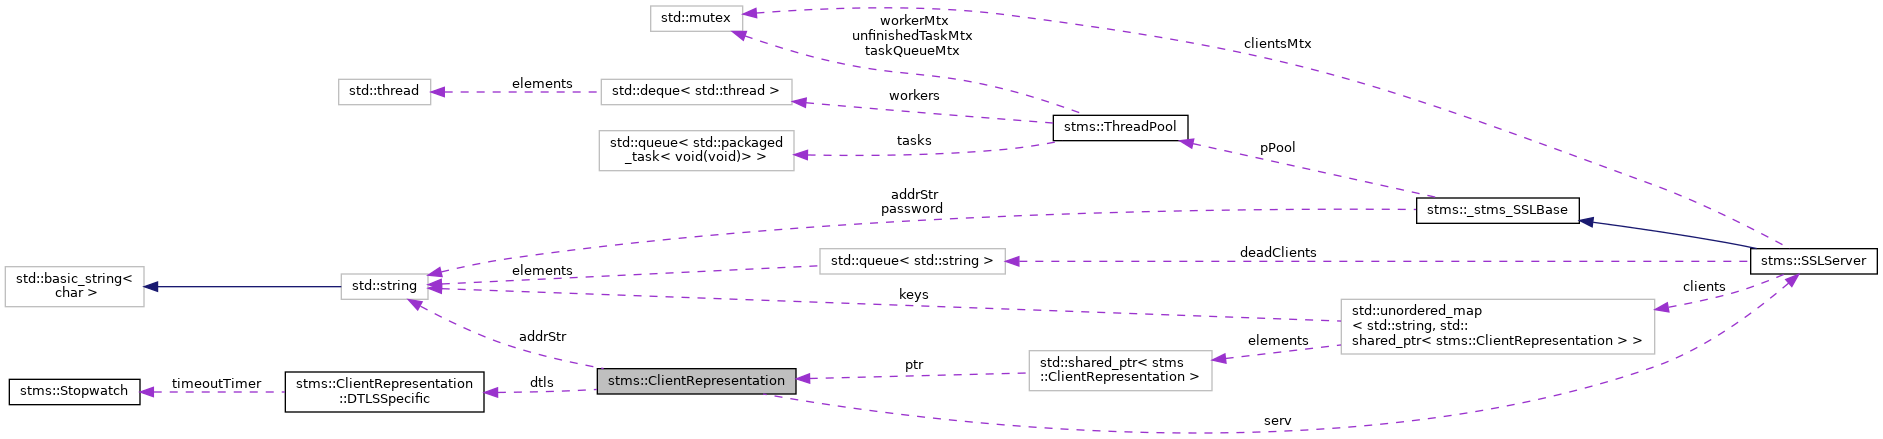 std::mutex
workerMtx
unfinishedTaskMtx
taskQueueMtx
clientsMtx
std::thread
elements
std::deque< std::thread >
workers
stms::ThreadPool
std::queue< std::packaged
_task< void(void)> >
tasks
pPool
addrStr
password
stms::_stms_SSLBase
std::basic_string<
char >
std::string
elements
std::queue< std::string >
deadClients
stms::SSLServer
keys
clients
std::unordered_map
< std::string, std::
shared_ptr< stms::ClientRepresentation > >
addrStr
elements
ptr
std::shared_ptr< stms
::ClientRepresentation >
stms::Stopwatch
timeoutTimer
stms::ClientRepresentation
::DTLSSpecific
dtls
stms::ClientRepresentation
serv